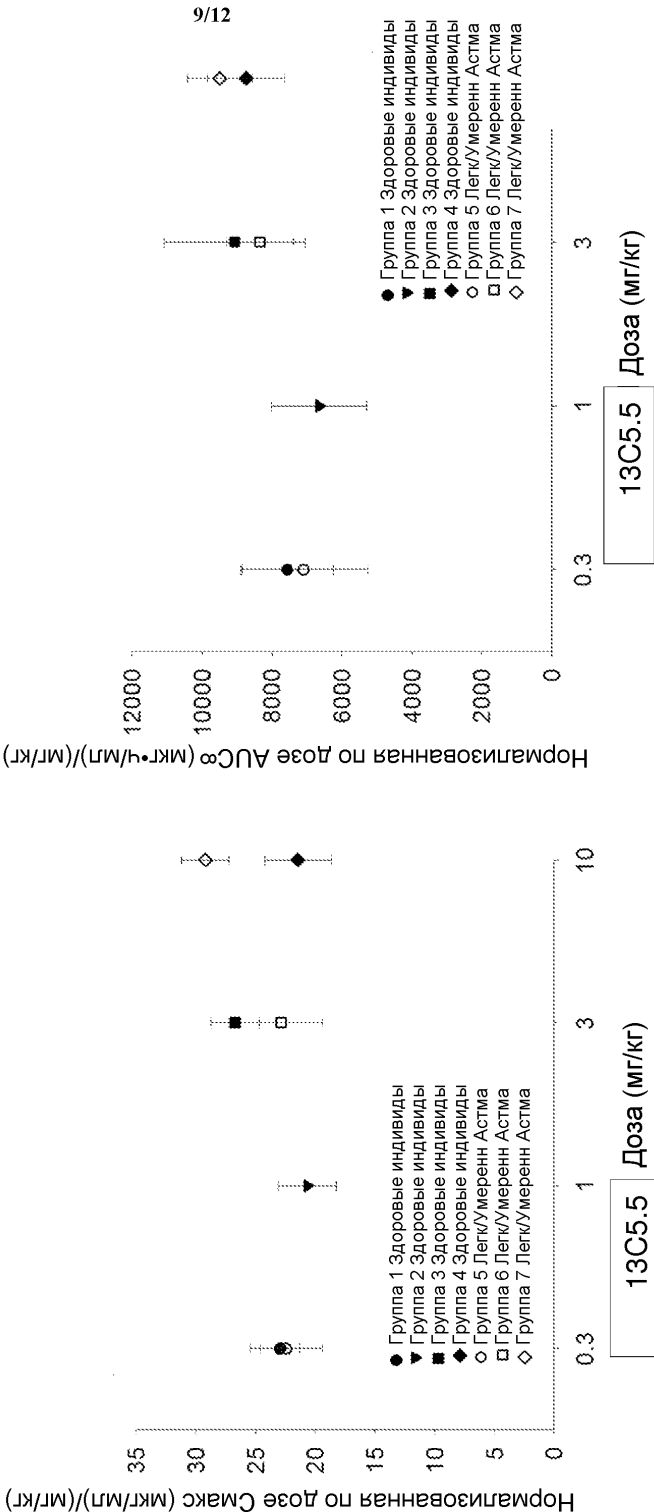 9/12
Нормализованная по дозе Cмакс (мкг/мл)/(мг/кг)
35
30
25
20
15
10
5
0
Группа 1 Здоровые индивиды
Группа 2 Здоровые индивиды
Группа 3 Здоровые индивиды
Группа 4 Здоровые индивиды
Группа 5 Легк/Умеренн Астма
Группа 6 Легк/Умеренн Астма
Группа 7 Легк/Умеренн Астма
0.3 1 3 10
13C5.5 Доза (мг/кг)
Нормализованная по дозе AUC∞ (мкг•ч/мл)/(мг/кг)
12000
10000
8000
6000
4000
2000
0
Группа 1 Здоровые индивиды
Группа 2 Здоровые индивиды
Группа 3 Здоровые индивиды
Группа 4 Здоровые индивиды
Группа 5 Легк/Умеренн Астма
Группа 6 Легк/Умеренн Астма
Группа 7 Легк/Умеренн Астма
0.3 1 3
13C5.5 Доза (мг/кг)